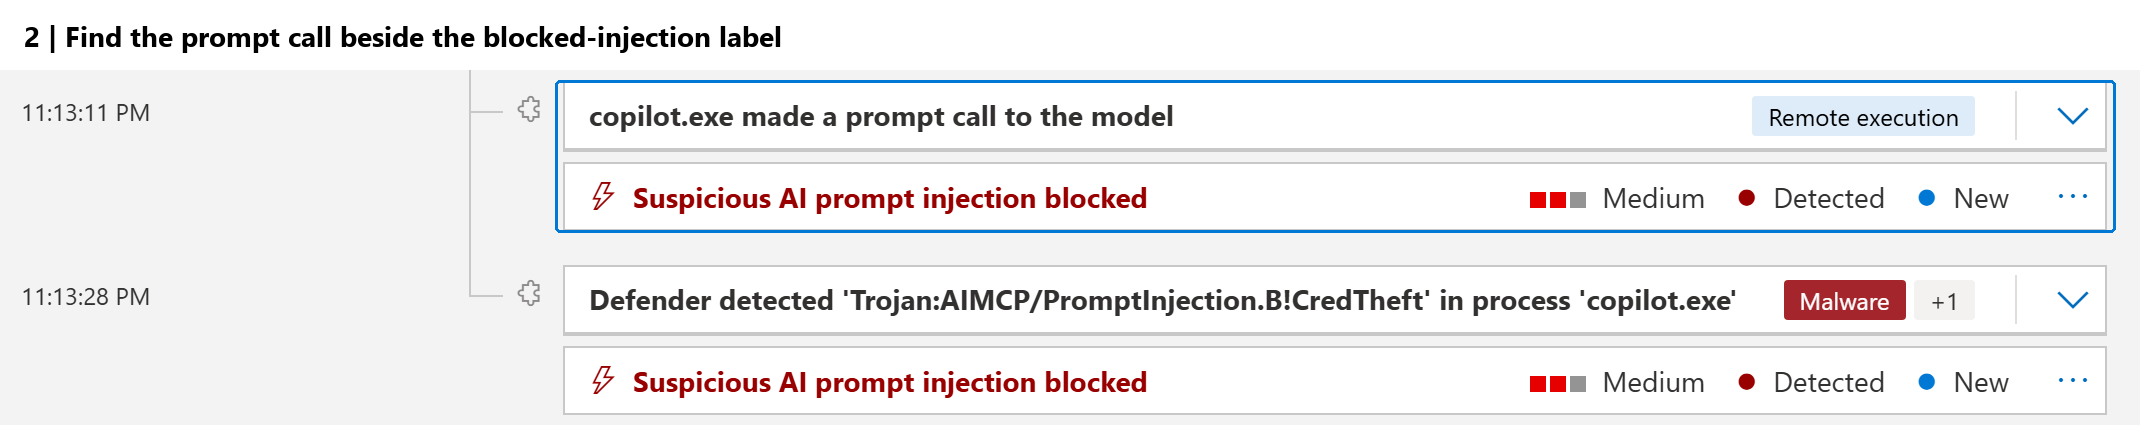 2 | Find the prompt call beside the blocked-injection label
11:13:11 PM
copilot.exe made a prompt call to the model
Remote execution
Suspicious AI prompt injection blocked
Medium
Detected
New
...
11:13:28 PM
Defender detected 'Trojan:AIMCP/PromptInjection.B!CredTheft' in process 'copilot.exe'
Malware
+1
Suspicious AI prompt injection blocked
Medium
Detected
New
...